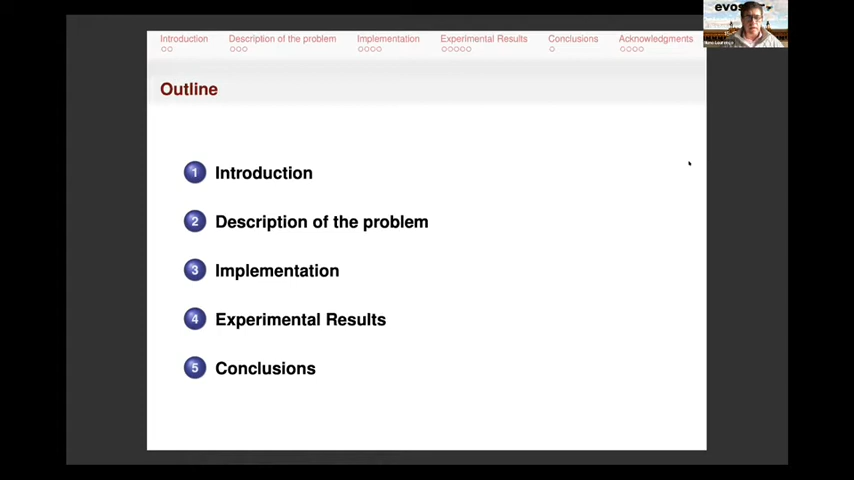 Introduction
Description of the problem
Implementation
Experimental Results
Conclusions
Acknowledgments
Outline
1 Introduction
2 Description of the problem
3 Implementation
4 Experimental Results
5 Conclusions